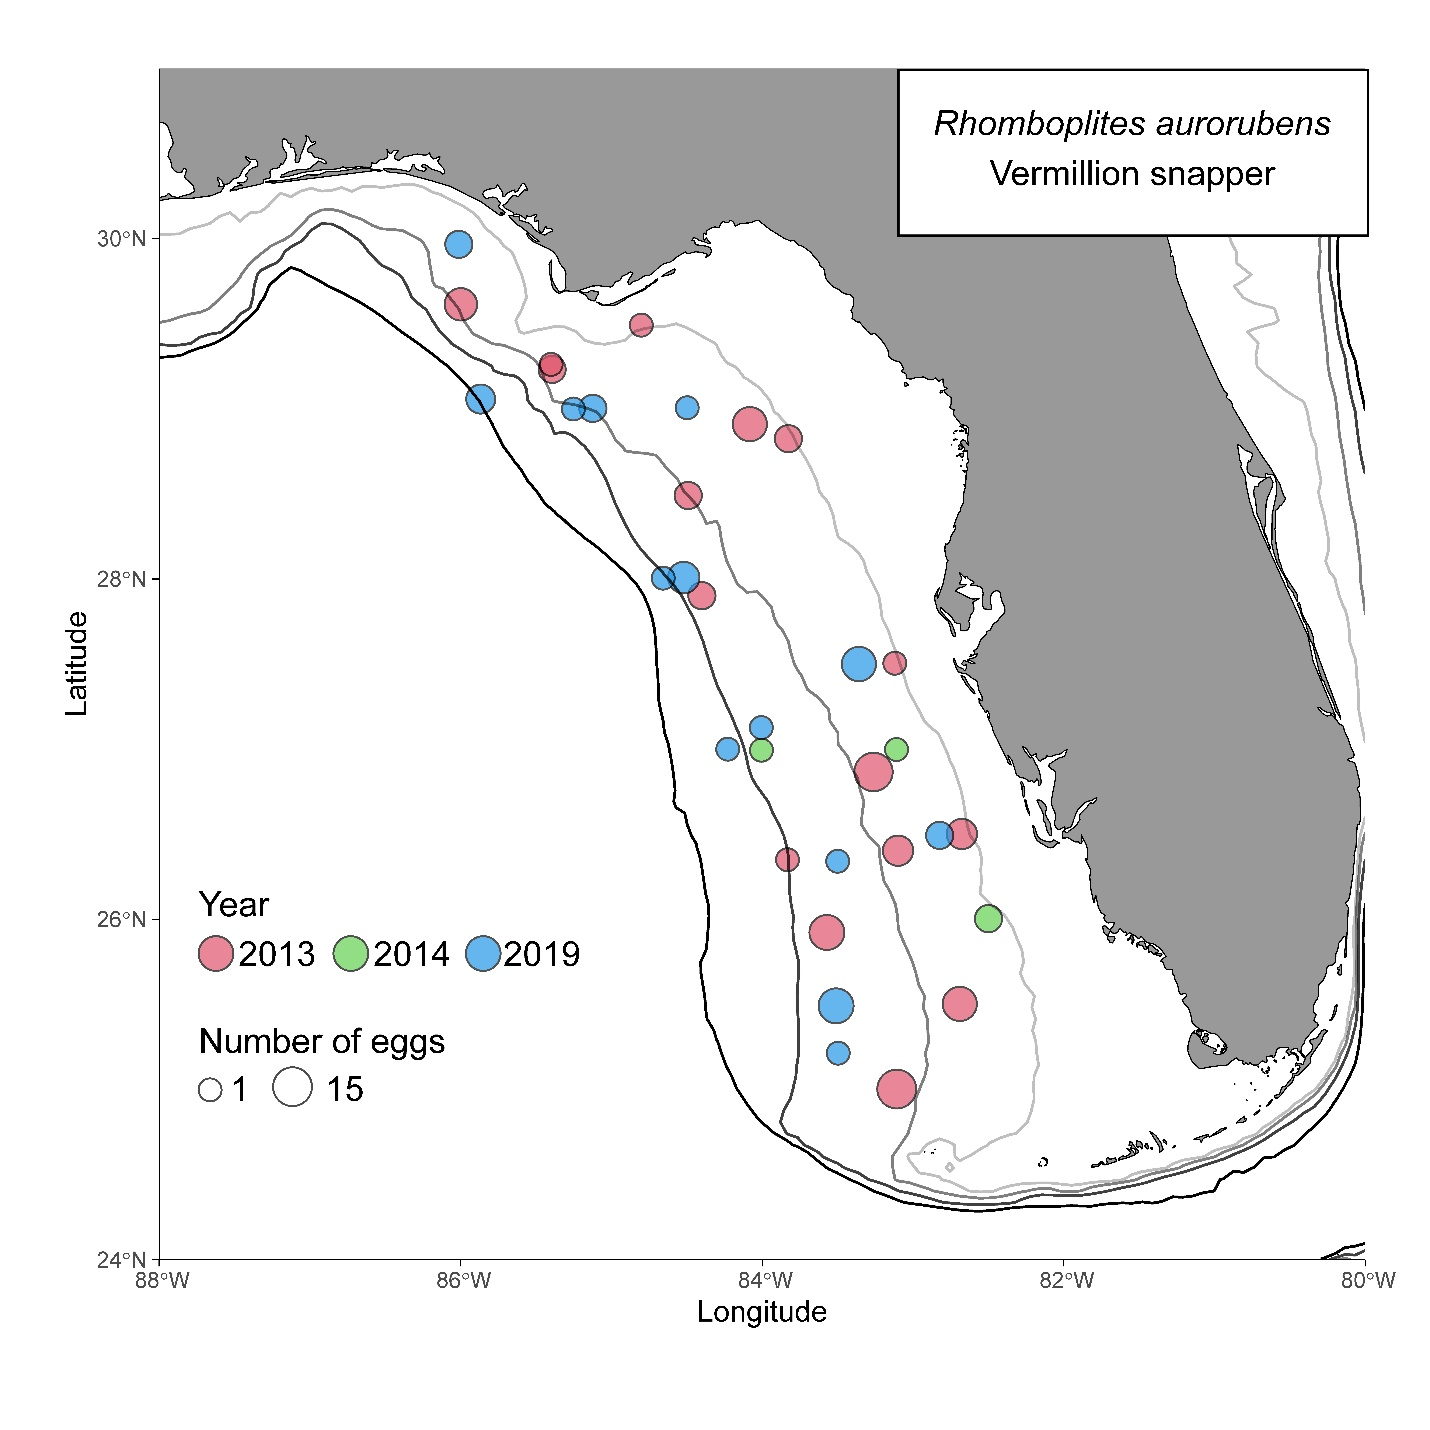 Rhomboplites aurorubens
Vermillion snapper
30°N
28°N
26°N
24°N
Latitude
Year
2013 2014 2019
Number of eggs
1 15
88°W 86°W 84°W 82°W 80°W
Longitude